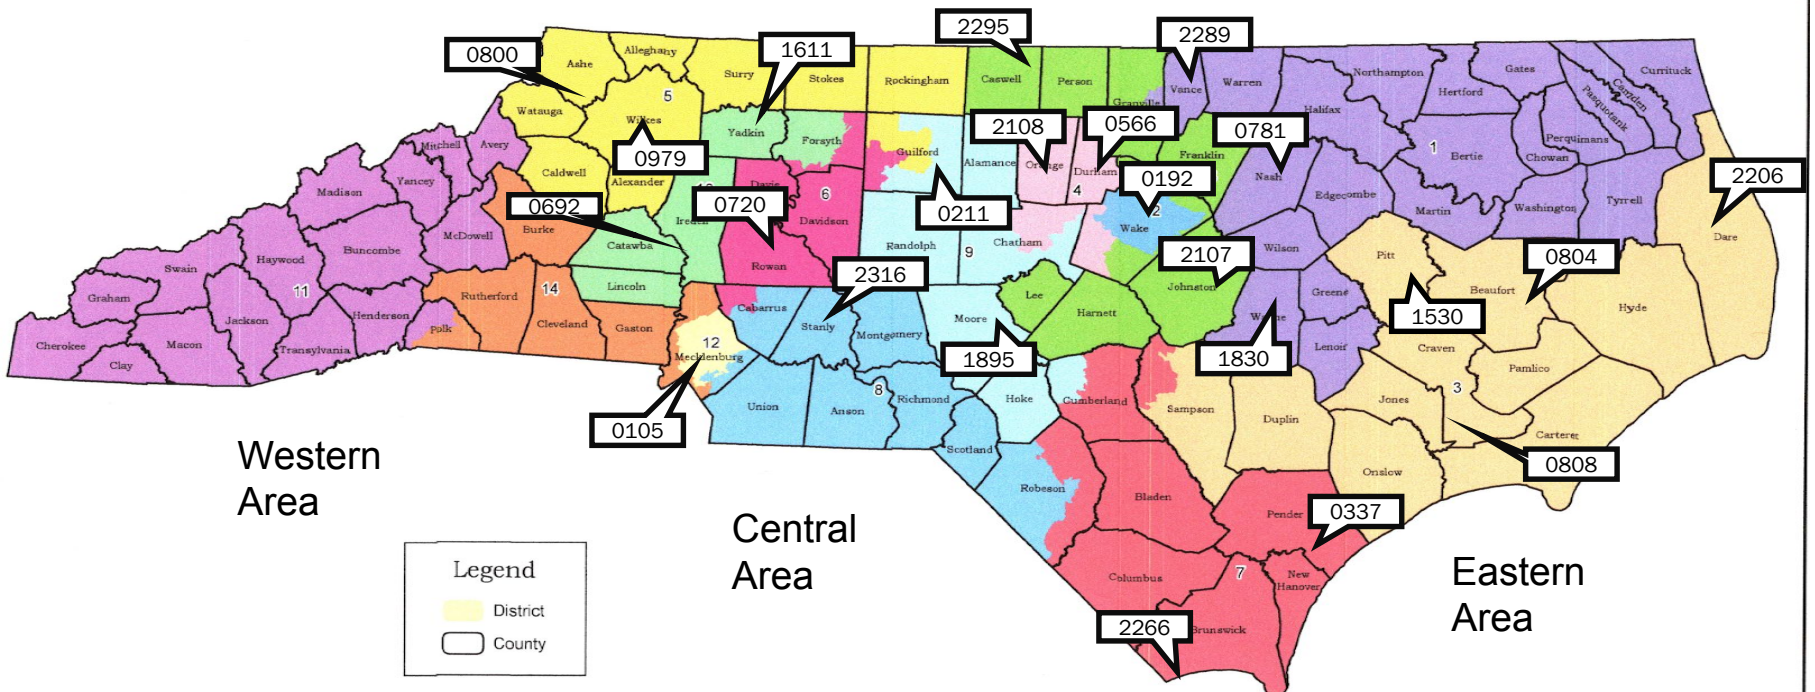 2295
2289
0800
1611
Ashe
Alleghany
Surry
Stokes
Rockingham
Caswell
Person
Granville
Vance
Warren
Northampton
Gates
Hertford
Camden
Pasquotank
Currituck
5
Watauga
Wilkes
0979
Yadkin
Forsyth
Guilford
Alamance
2108
0566
0781
Orange
Durham
4
Franklin
Halifax
1
Bertie
Chowan
Perquimans
Mitchell
Avery
Caldwell
Alexander
0692
0720
Davie
6
Davidson
0211
0192
2
Wake
Nash
Edgecombe
Martin
Washington
Tyrrell
2206
Dare
Madison
Yancey
McDowell
Burke
Catawba
Rowan
Randolph
9
Chatham
2107
Wilson
Pitt
0804
Swain
Haywood
Buncombe
Lincoln
2316
Lee
Johnston
Greene
1530
Beaufort
Hyde
Graham
11
Jackson
Henderson
Rutherford
14
Cleveland
Gaston
Polk
Cabarrus
Stanly
Montgomery
Moore
Harnett
Wayne
Lenoir
Craven
Pamlico
Cherokee
Clay
Macon
Transylvania
12
Mecklenburg
0105
1895
1830
8
Union
Anson
Richmond
Scotland
Hoke
Cumberland
Sampson
Duplin
Jones
3
Carteret
0808
Onslow
Western
Area
Central
Area
Eastern
Area
Robeson
Bladen
Pender
0337
Columbus
7
New
Hanover
2266
Brunswick
Legend
District
County